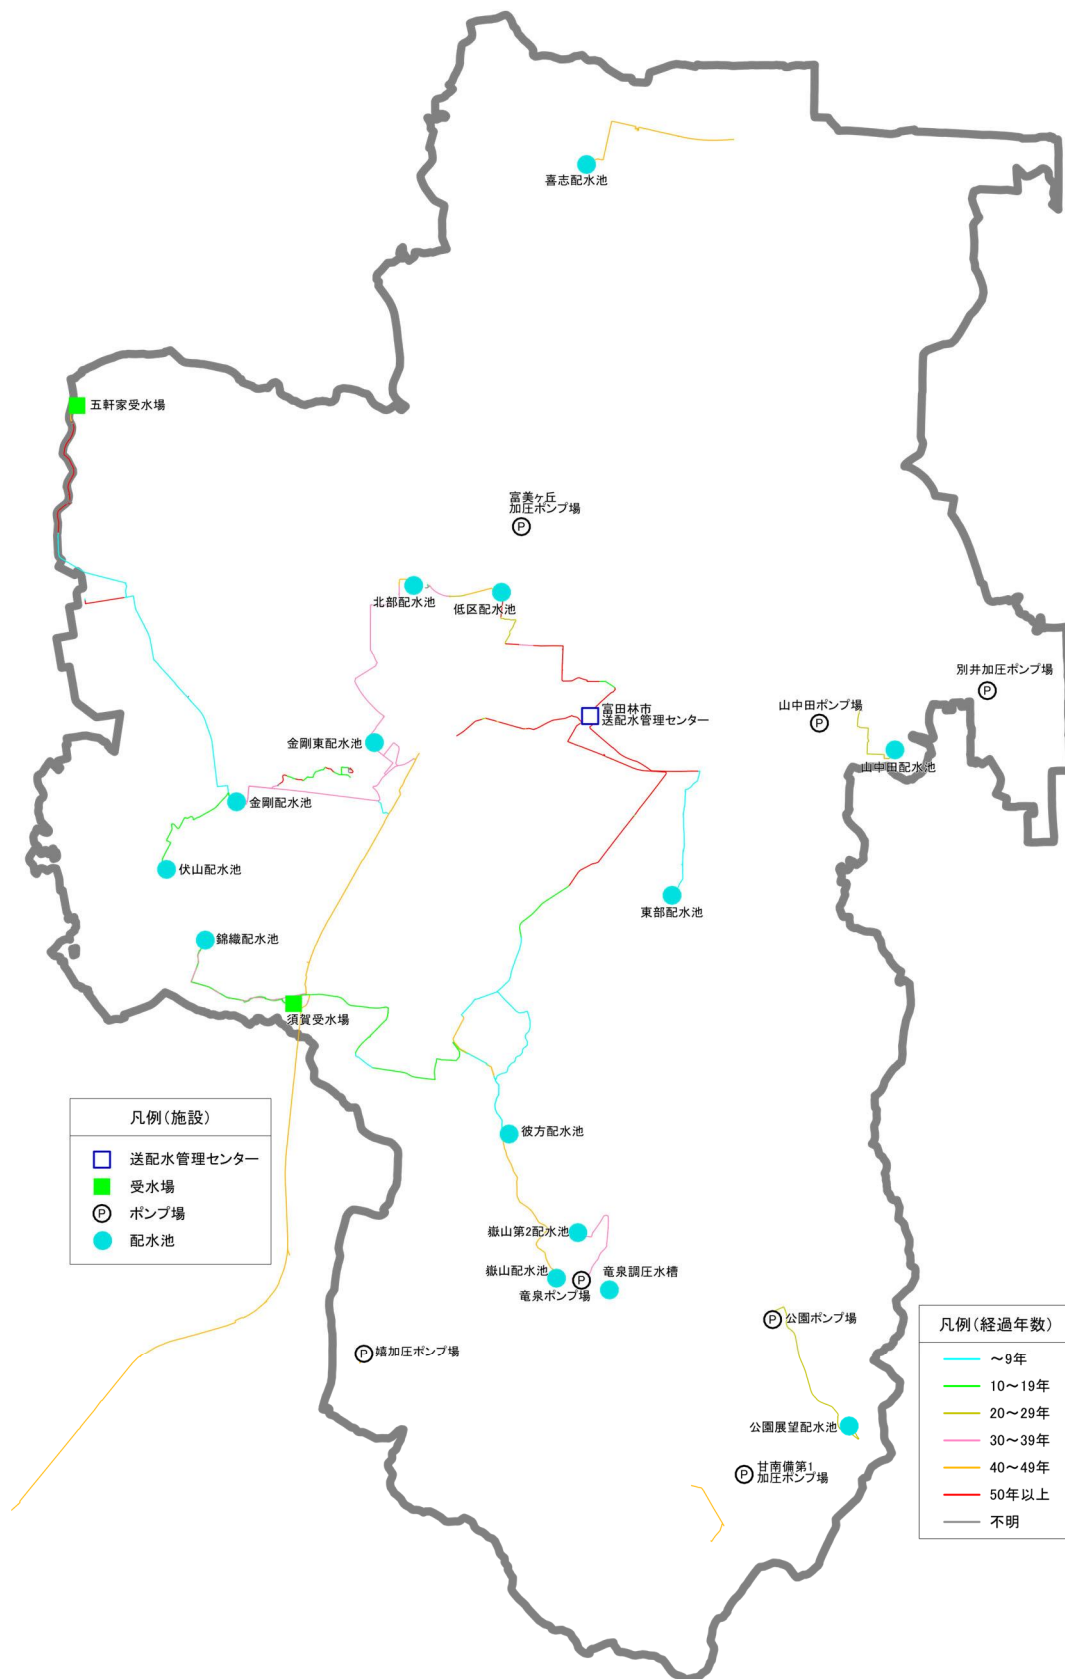 喜志配水池
五軒家受水場
富美ヶ丘
加圧ポンプ場
北部配水池
低区配水池
別井加圧ポンプ場
山中田ポンプ場
富田林市
送配水管理センター
金剛東配水池
山中田配水池
金剛配水池
伏山配水池
東部配水池
錦織配水池
須賀受水場
凡例(施設)
送配水管理センター
受水場
P ポンプ場
配水池
彼方配水池
嶽山第2配水池
嶽山配水池
竜泉調圧水槽
竜泉ポンプ場
公園ポンプ場
嬉加圧ポンプ場
公園展望配水池
甘南備第1
加圧ポンプ場
凡例(経過年数)
～9年
10～19年
20～29年
30～39年
40～49年
50年以上
不明